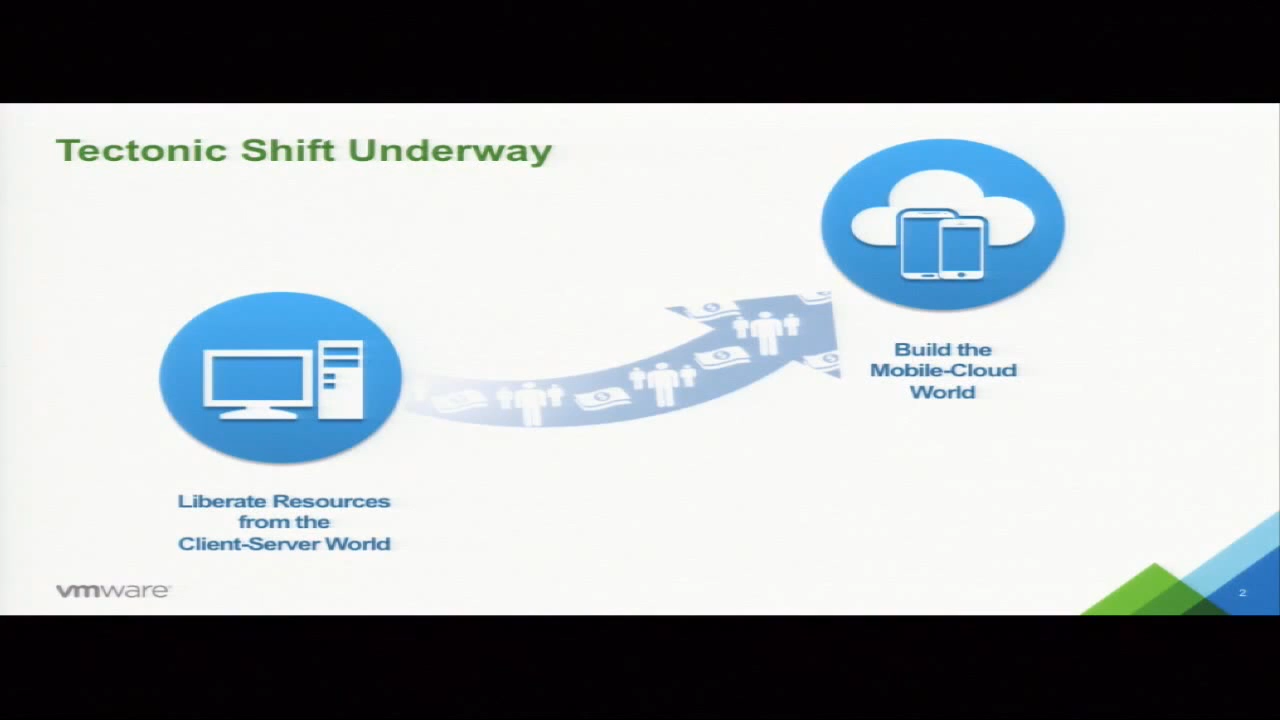 Tectonic Shift Underway
Build the
Mobile-Cloud
World
Liberate Resources
from the
Client-Server World
vmware
2